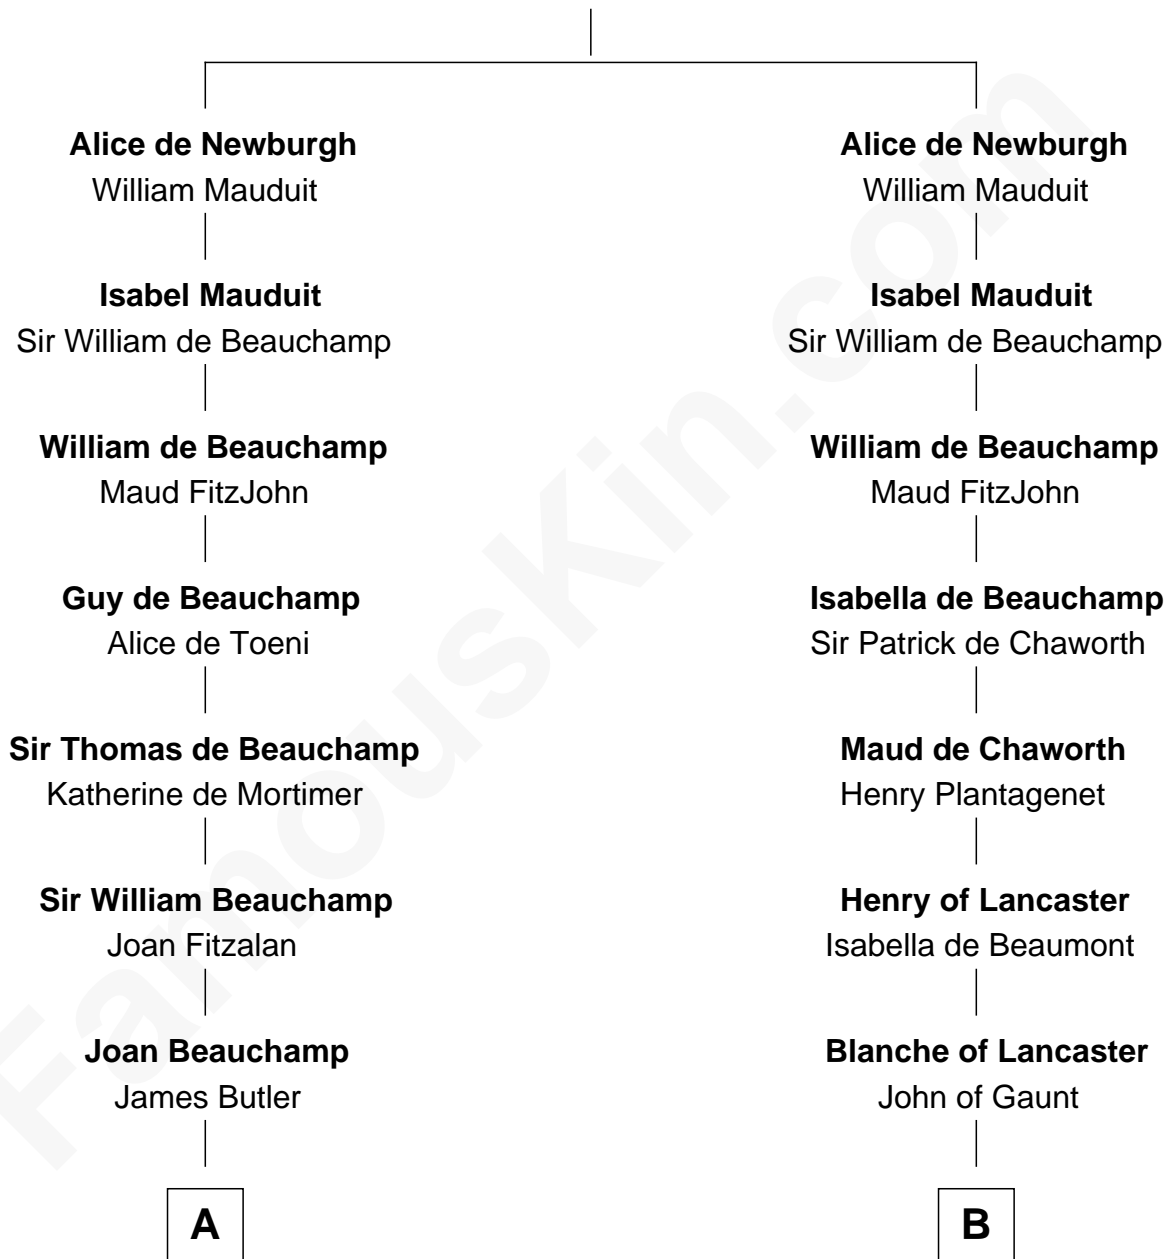 Alice de Newburgh
William Mauduit
Isabel Mauduit
Sir William de Beauchamp
William de Beauchamp
Maud FitzJohn
Guy de Beauchamp
Alice de Toeni
Sir Thomas de Beauchamp
Katherine de Mortimer
Sir William Beauchamp
Joan Fitzalan
Joan Beauchamp
James Butler
A
Alice de Newburgh
William Mauduit
Isabel Mauduit
Sir William de Beauchamp
William de Beauchamp
Maud FitzJohn
Isabella de Beauchamp
Sir Patrick de Chaworth
Maud de Chaworth
Henry Plantagenet
Henry of Lancaster
Isabella de Beaumont
Blanche of Lancaster
John of Gaunt
B
FamousKin.com